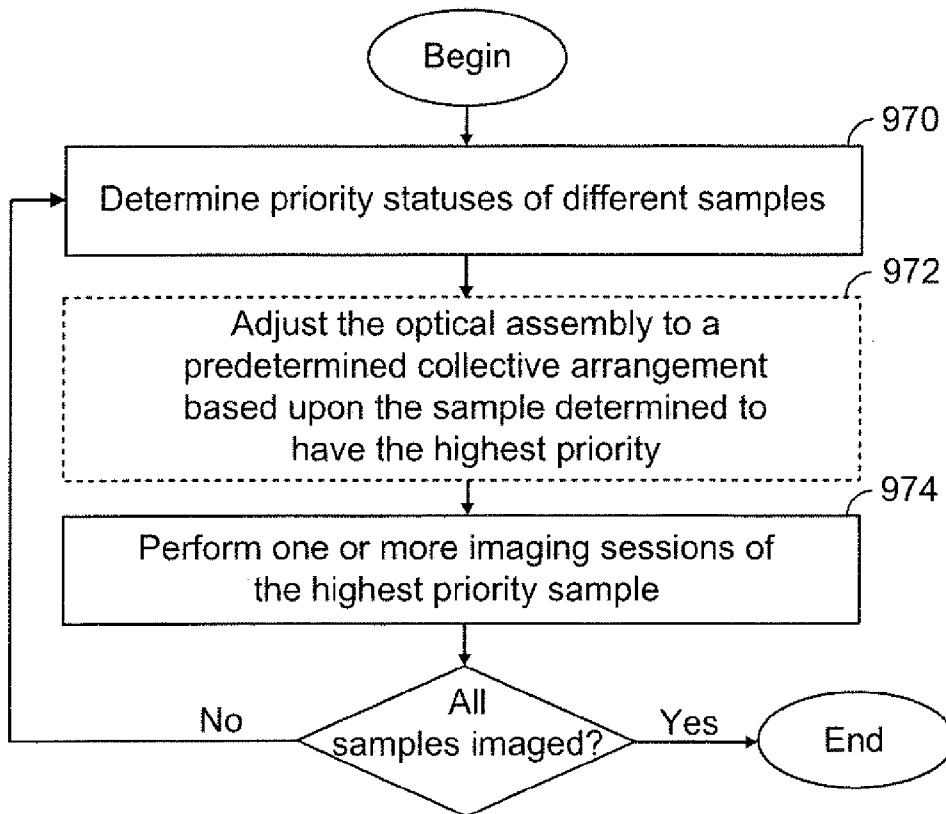 Begin
970
Determine priority statuses of different samples
972
Adjust the optical assembly to a
predetermined collective arrangement
based upon the sample determined to
have the highest priority
974
Perform one or more imaging sessions of
the highest priority sample
All
samples imaged?
No
Yes
End